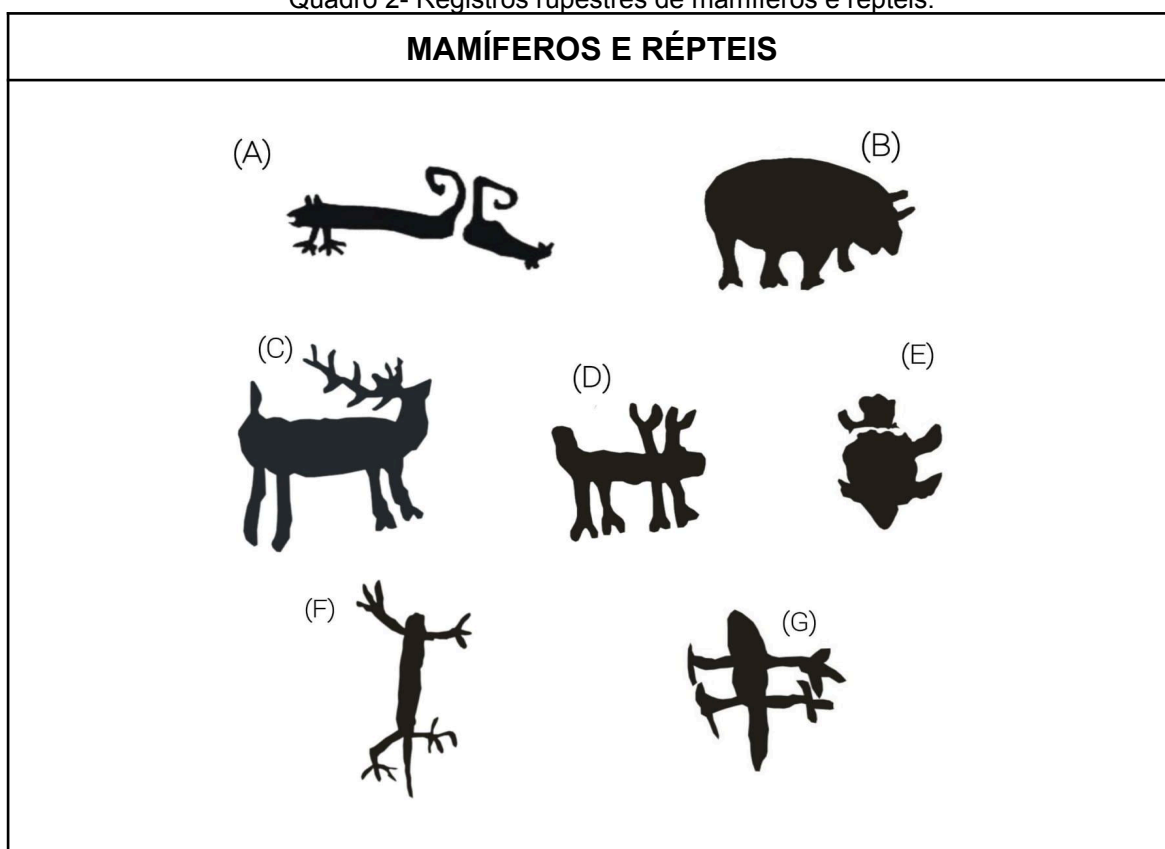 Quadro 2- Registros rupestres de mamíferos e répteis.
MAMÍFEROS E RÉPTEIS
(A)
(B)
(C)
(D)
(E)
(F)
(G)